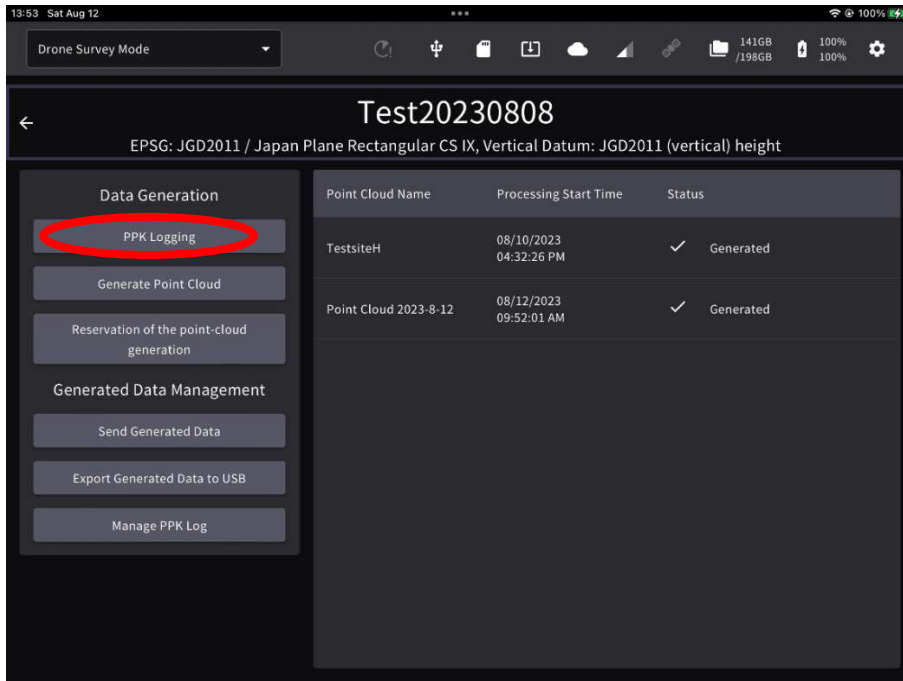 13:53 Sat Aug 12
100%
Drone Survey Mode
141GB
/198GB
100%
100%
Test20230808
EPSG: JGD2011 / Japan Plane Rectangular CS IX, Vertical Datum: JGD2011 (vertical) height
Data Generation
PPK Logging
Generate Point Cloud
Reservation of the point-cloud
generation
Generated Data Management
Send Generated Data
Export Generated Data to USB
Manage PPK Log
Point Cloud Name Processing Start Time Status
TestsiteH
08/10/2023
04:32:26 PM
Generated
Point Cloud 2023-8-12
08/12/2023
09:52:01 AM
Generated